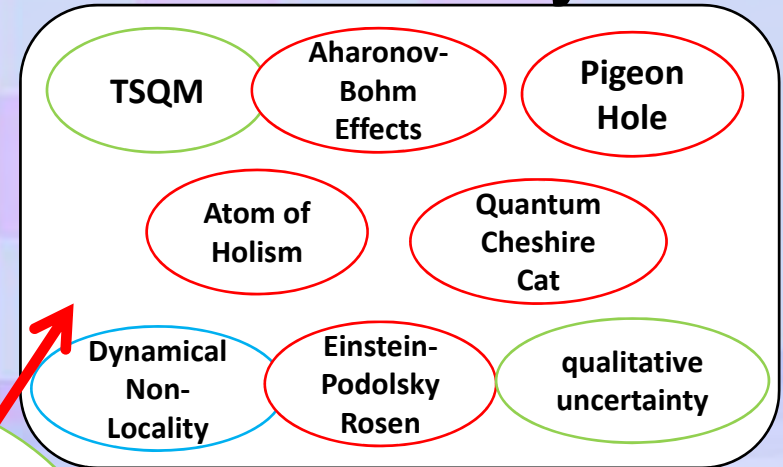 TSQM
Aharonov-
Bohm
Effects
Pigeon
Hole
Atom of
Holism
Quantum
Cheshire
Cat
Dynamical
Non-
Locality
Einstein-
Podolsky
Rosen
qualitative
uncertainty